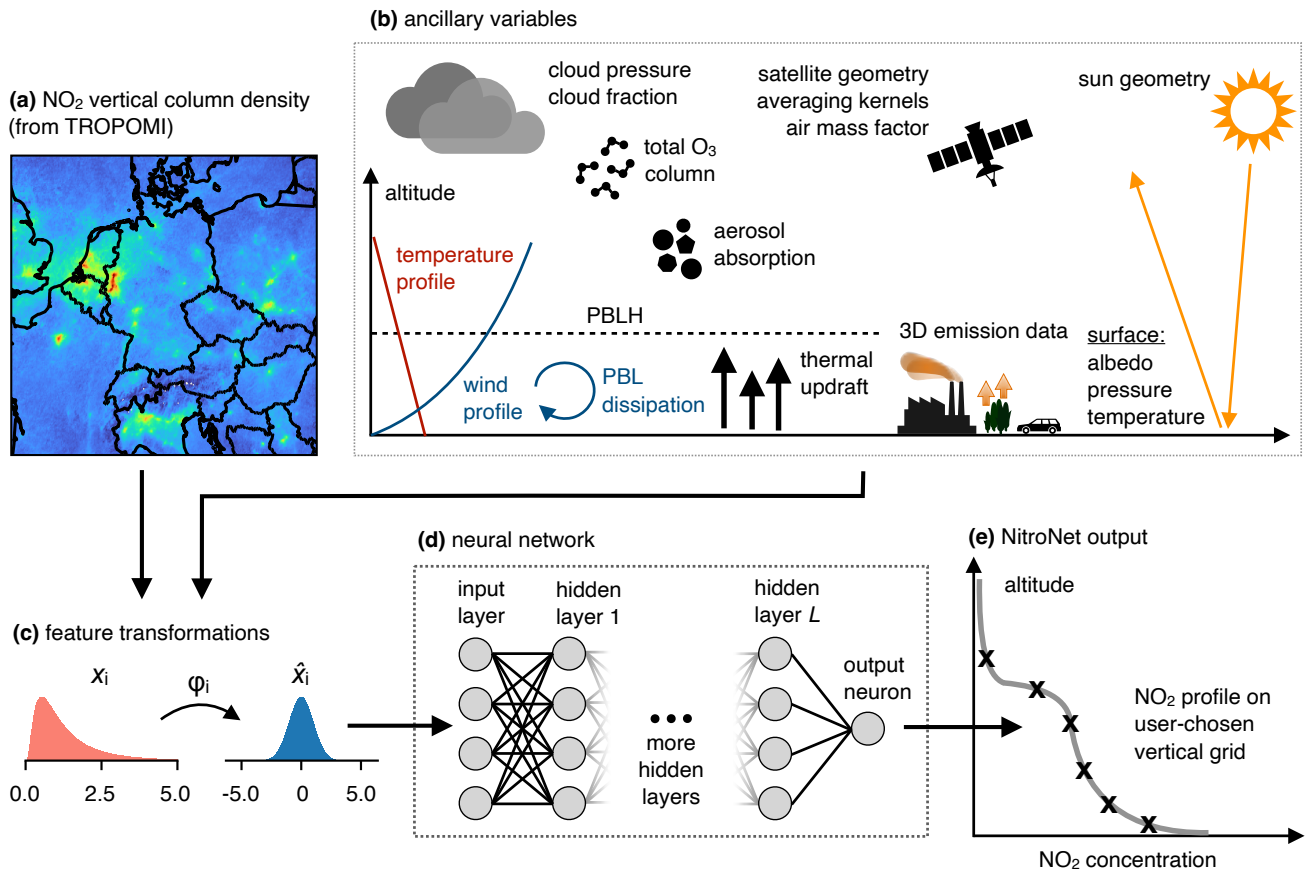 (b) ancillary variables
(a) NO₂ vertical column density
(from TROPOMI)
cloud pressure
cloud fraction
total O₃
column
satellite geometry
averaging kernels
air mass factor
sun geometry
altitude
temperature
profile
aerosol
absorption
PBLH
wind
profile
PBL
dissipation
thermal
updraft
3D emission data
surface:
albedo
pressure
temperature
(c) feature transformations
xᵢ
φᵢ
x̂ᵢ
0.0 2.5 5.0
-5.0 0 5.0
(d) neural network
input
layer
hidden
layer 1
more
hidden
layers
hidden
layer L
output
neuron
(e) NitroNet output
altitude
NO₂ profile on
user-chosen
vertical grid
NO₂ concentration